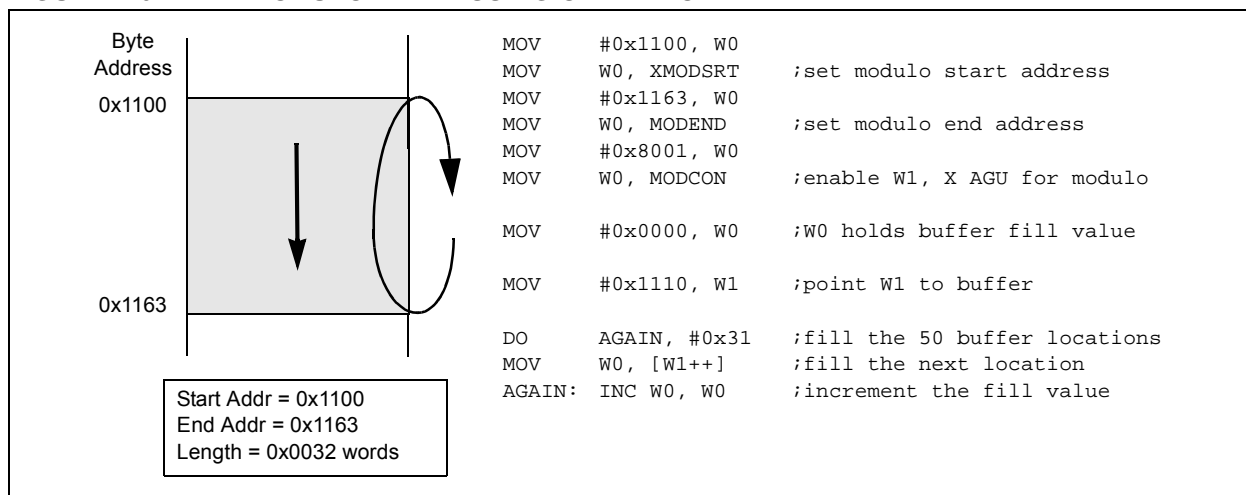 Byte
Address
0x1100
0x1163
Start Addr = 0x1100
End Addr = 0x1163
Length = 0x0032 words
MOV #0x1100, W0
MOV W0, XMODSRT ;set modulo start address
MOV #0x1163, W0
MOV W0, MODEND ;set modulo end address
MOV #0x8001, W0
MOV W0, MODCON ;enable W1, X AGU for modulo
MOV #0x0000, W0 ;W0 holds buffer fill value
MOV #0x1110, W1 ;point W1 to buffer
DO AGAIN, #0x31 ;fill the 50 buffer locations
MOV W0, [W1++] ;fill the next location
AGAIN: INC W0, W0 ;increment the fill value